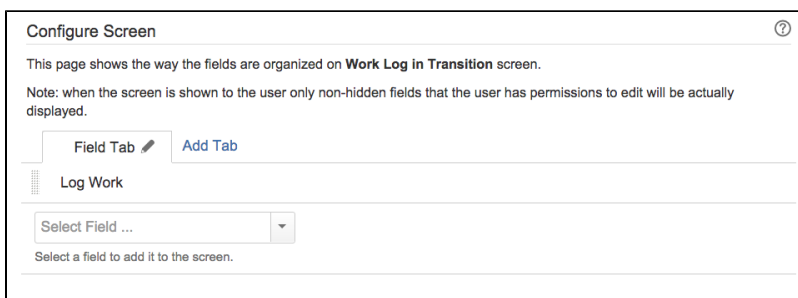 Configure Screen
This page shows the way the fields are organized on Work Log in Transition screen.
Note: when the screen is shown to the user only non-hidden fields that the user has permissions to edit will be actually
displayed.
Field Tab Add Tab
Log Work
Select Field ...
Select a field to add it to the screen.